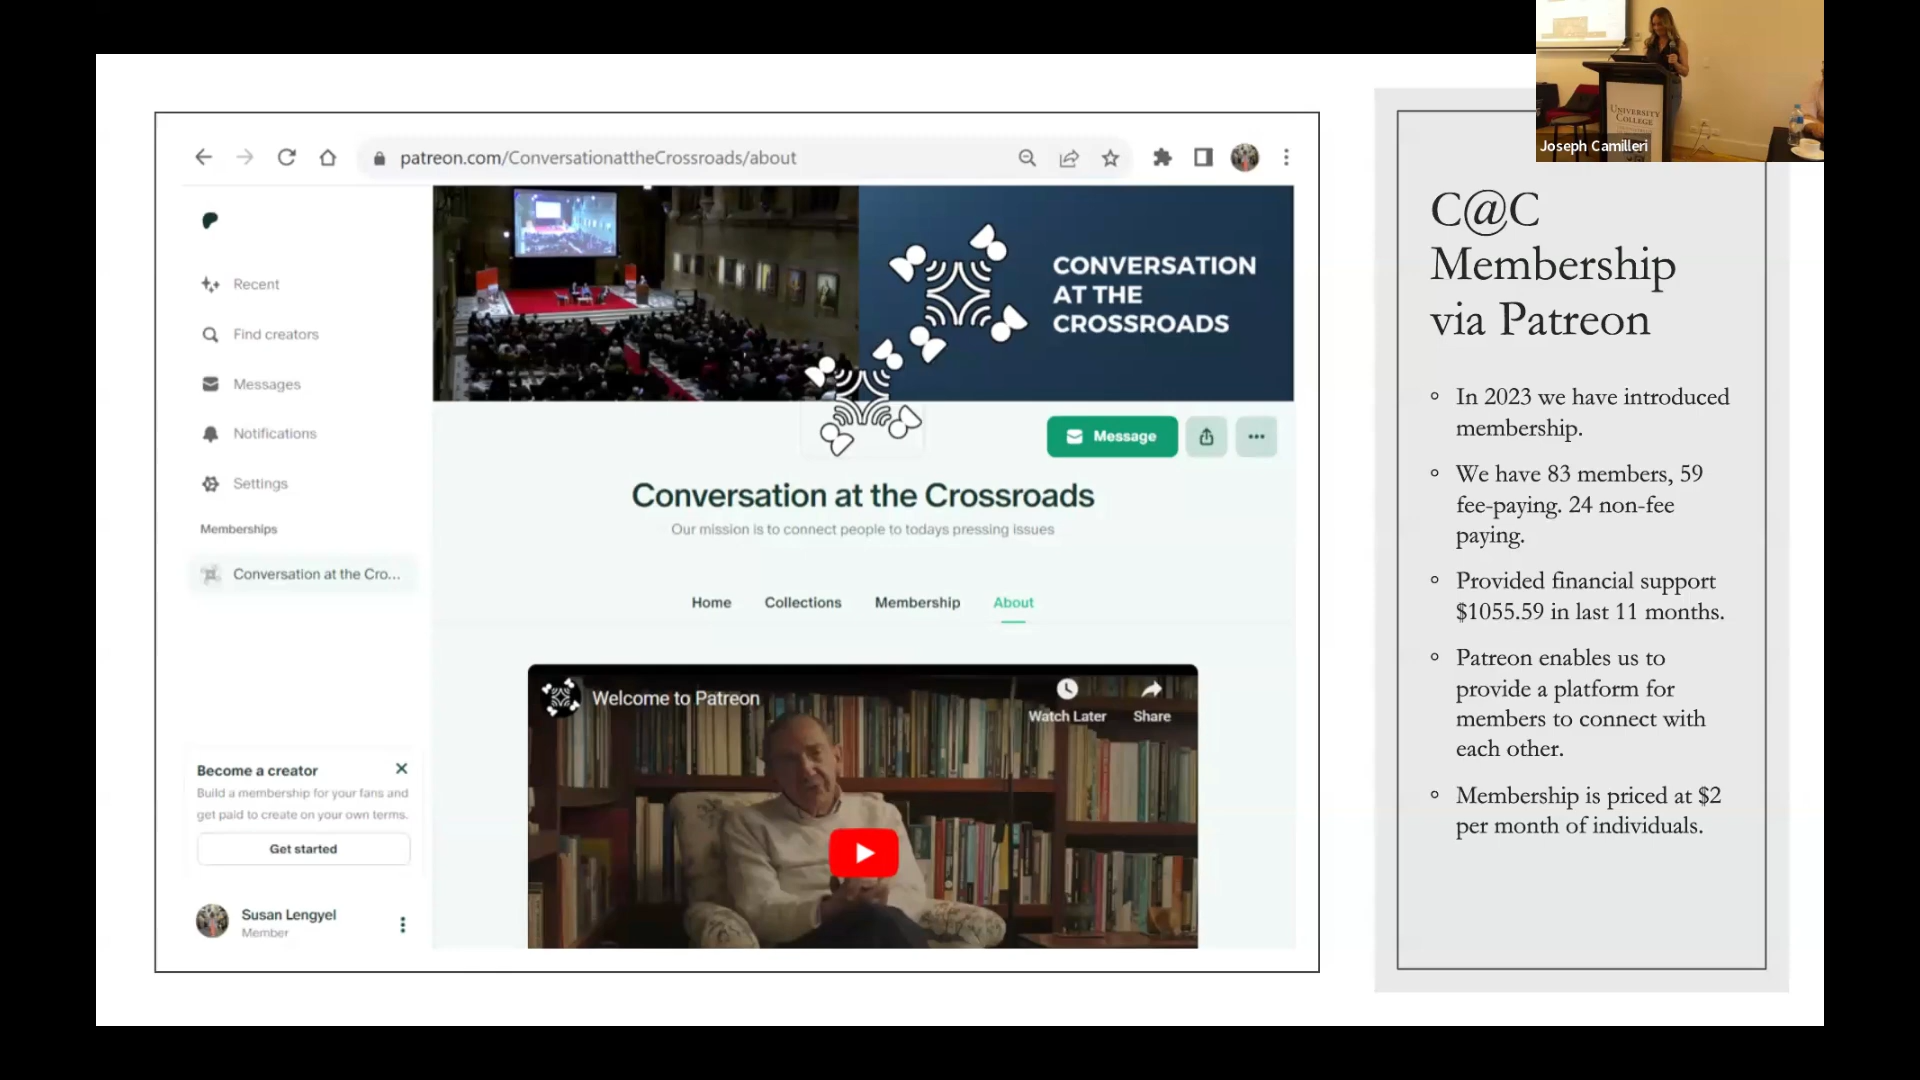 patreon.com/ConversationattheCrossroads/about
Recent
Find creators
Messages
Notifications
Settings
Memberships
Conversation at the Cro...
Become a creator
Build a membership for your fans and
get paid to create on your own terms.
Get started
Susan Lengyel
Member
CONVERSATION
AT THE
CROSSROADS
Message
Conversation at the Crossroads
Our mission is to connect people to todays pressing issues
Home Collections Membership About
Welcome to Patreon
Watch Later Share
UNIVERSITY
COLLEGE
Joseph Camilleri
C@C
Membership
via Patreon
In 2023 we have introduced
membership.
We have 83 members, 59
fee-paying. 24 non-fee
paying.
Provided financial support
$1055.59 in last 11 months.
Patreon enables us to
provide a platform for
members to connect with
each other.
Membership is priced at $2
per month of individuals.